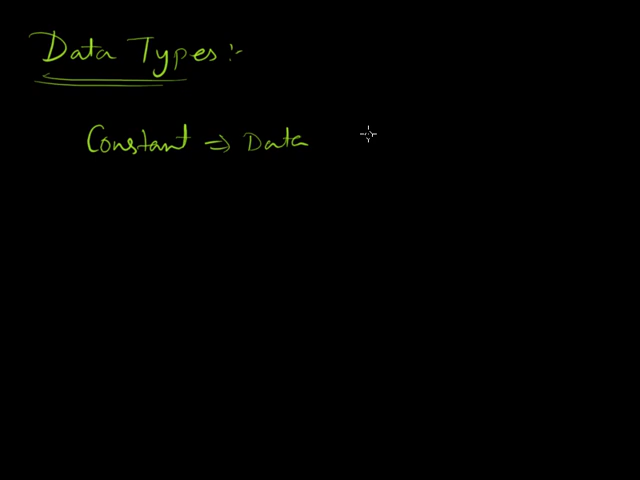 Data Types :-
Constant => Data